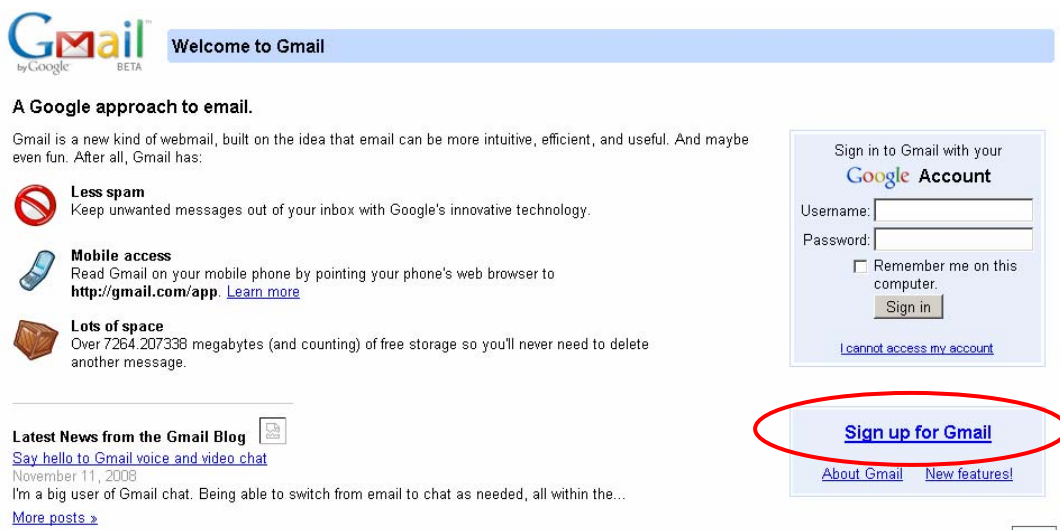 Gmail™
by Google BETA
Welcome to Gmail
A Google approach to email.
Gmail is a new kind of webmail, built on the idea that email can be more intuitive, efficient, and useful. And maybe
even fun. After all, Gmail has:
Less spam
Keep unwanted messages out of your inbox with Google's innovative technology.
Mobile access
Read Gmail on your mobile phone by pointing your phone's web browser to
http://gmail.com/app. Learn more
Lots of space
Over 7264.207338 megabytes (and counting) of free storage so you'll never need to delete
another message.
Latest News from the Gmail Blog
Say hello to Gmail voice and video chat
November 11, 2008
I'm a big user of Gmail chat. Being able to switch from email to chat as needed, all within the...
More posts »
Sign in to Gmail with your
Google Account
Username:
Password:
Remember me on this
computer.
Sign in
I cannot access my account
Sign up for Gmail
About Gmail New features!